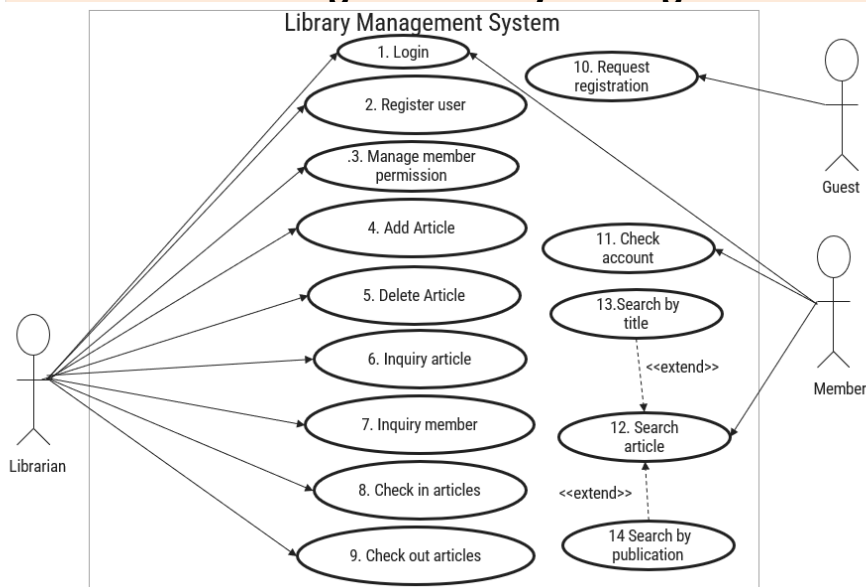 Library Management System
1. Login
10. Request
registration
2. Register user
.3. Manage member
permission
Guest
4. Add Article
11. Check
account
5. Delete Article
13.Search by
title
6. Inquiry article
<<extend>>
Member
7. Inquiry member
12. Search
article
Librarian
8. Check in articles
<<extend>>
9. Check out articles
14 Search by
publication